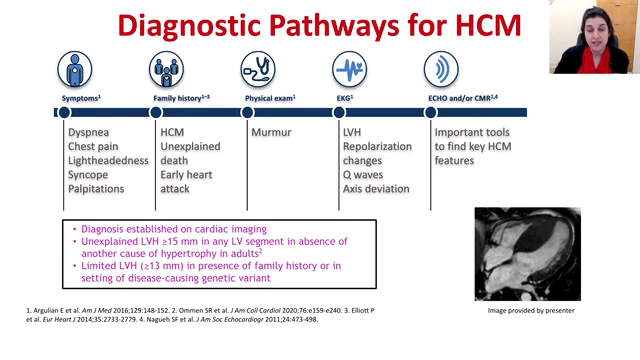 Diagnostic Pathways for HCM
Symptoms1
Family history1-3
Physical exam1
EKG1
ECHO and/or CMR1,4
Dyspnea
Chest pain
Lightheadedness
Syncope
Palpitations
HCM
Unexplained
death
Early heart
attack
Murmur
LVH
Repolarization
changes
Q waves
Axis deviation
Important tools
to find key HCM
features
• Diagnosis established on cardiac imaging
• Unexplained LVH ≥15 mm in any LV segment in absence of
another cause of hypertrophy in adults2
• Limited LVH (≥13 mm) in presence of family history or in
setting of disease-causing genetic variant
Image provided by presenter
1. Argulian E et al. Am J Med 2016;129:148-152. 2. Ommen SR et al. J Am Coll Cardiol 2020;76:e159-e240. 3. Elliott P
et al. Eur Heart J 2014;35:2733-2779. 4. Nagueh SF et al. J Am Soc Echocardiogr 2011;24:473-498.